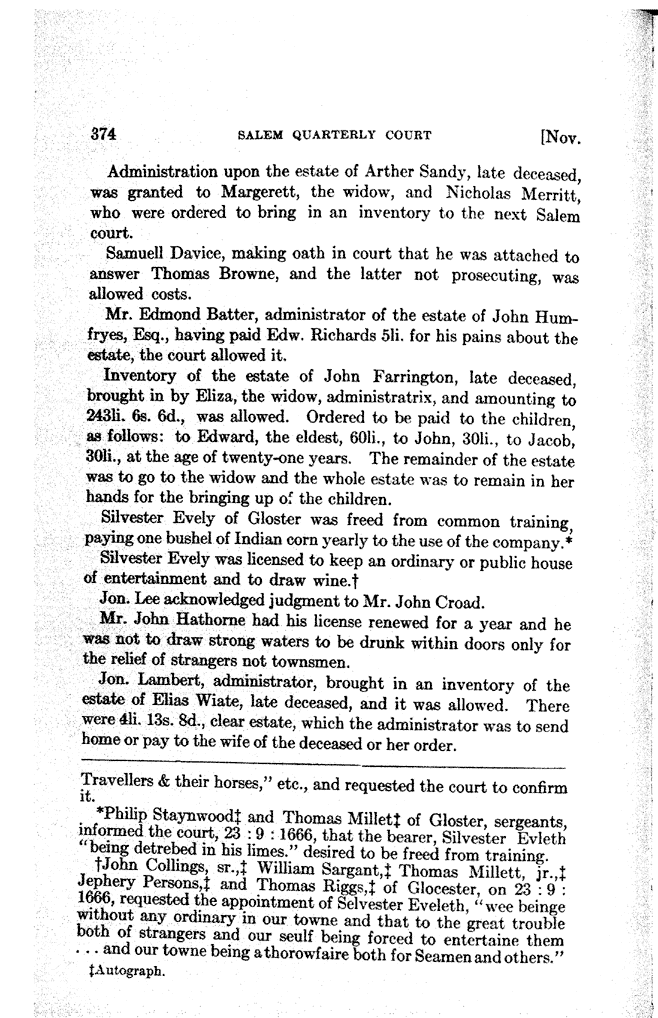 374 SALEM QUARTERLY COURT [Nov.
Administration upon the estate of Arther Sandy, late deceased,
was granted to Margerett, the widow, and Nicholas Merritt,
who were ordered to bring in an inventory to the next Salem
court.
Samuell Davice, making oath in court that he was attached to
answer Thomas Browne, and the latter not prosecuting, was
allowed costs.
Mr. Edmond Batter, administrator of the estate of John Hum-
fryes, Esq., having paid Edw. Richards 5li. for his pains about the
estate, the court allowed it.
Inventory of the estate of John Farrington, late deceased,
brought in by Eliza, the widow, administratrix, and amounting to
243li. 6s. 6d., was allowed. Ordered to be paid to the children,
as follows: to Edward, the eldest, 60li., to John, 30li., to Jacob,
30li., at the age of twenty-one years. The remainder of the estate
was to go to the widow and the whole estate was to remain in her
hands for the bringing up of the children.
Silvester Evely of Gloster was freed from common training,
paying one bushel of Indian corn yearly to the use of the company.*
Silvester Evely was licensed to keep an ordinary or public house
of entertainment and to draw wine.†
Jon. Lee acknowledged judgment to Mr. John Croad.
Mr. John Hathorne had his license renewed for a year and he
was not to draw strong waters to be drunk within doors only for
the relief of strangers not townsmen.
Jon. Lambert, administrator, brought in an inventory of the
estate of Elias Wiate, late deceased, and it was allowed. There
were 4li. 13s. 8d., clear estate, which the administrator was to send
home or pay to the wife of the deceased or her order.
Travellers & their horses," etc., and requested the court to confirm
it.
*Philip Staynwood‡ and Thomas Millet‡ of Gloster, sergeants,
informed the court, 23 : 9 : 1666, that the bearer, Silvester Evleth
"being detrebed in his limes." desired to be freed from training.
†John Collings, sr.,‡ William Sargant,‡ Thomas Millett, jr.,‡
Jephery Persons,‡ and Thomas Riggs,‡ of Glocester, on 23 : 9 :
1666, requested the appointment of Selvester Eveleth, "wee beinge
without any ordinary in our towne and that to the great trouble
both of strangers and our seulf being forced to entertaine them
... and our towne being a thorowfaire both for Seamen and others."
‡Autograph.